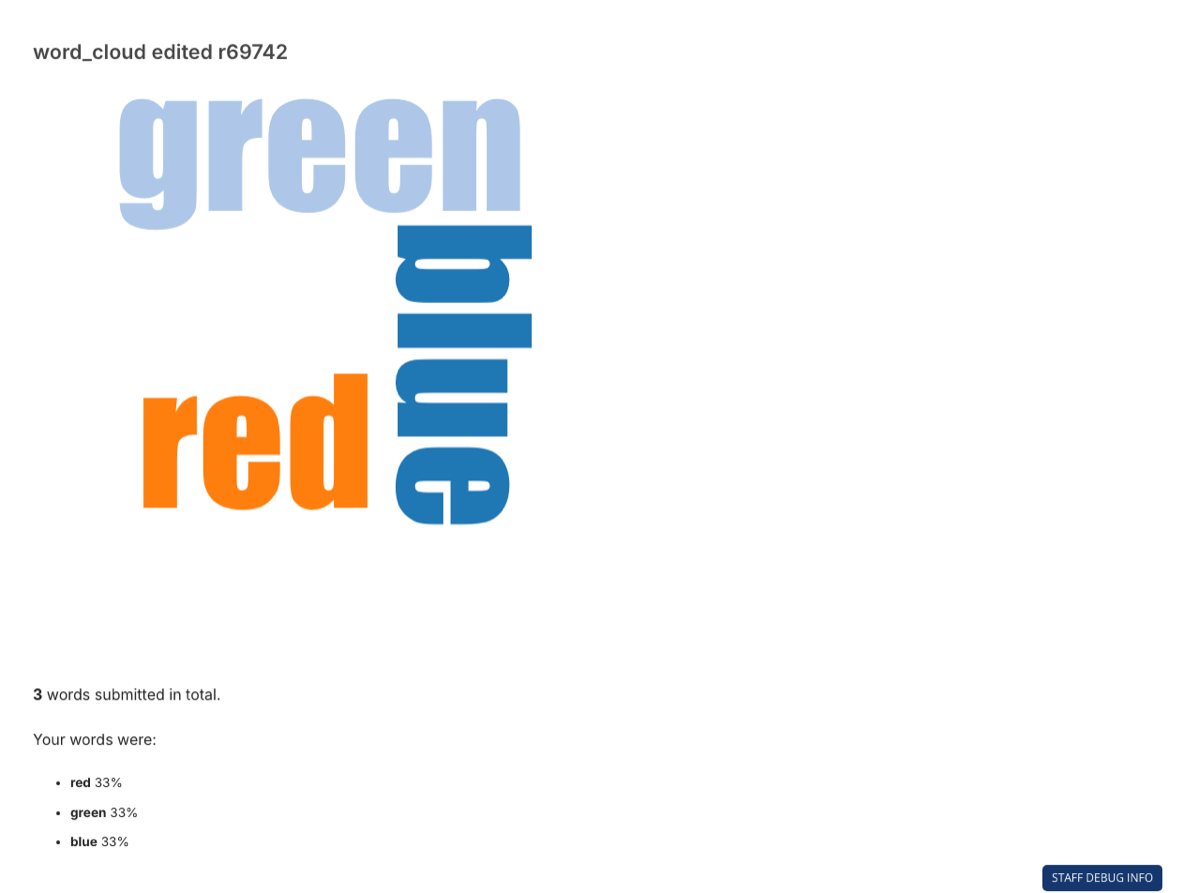 word_cloud edited r69742
green
blue
red
3 words submitted in total.
Your words were:
• red 33%
• green 33%
• blue 33%
STAFF DEBUG INFO